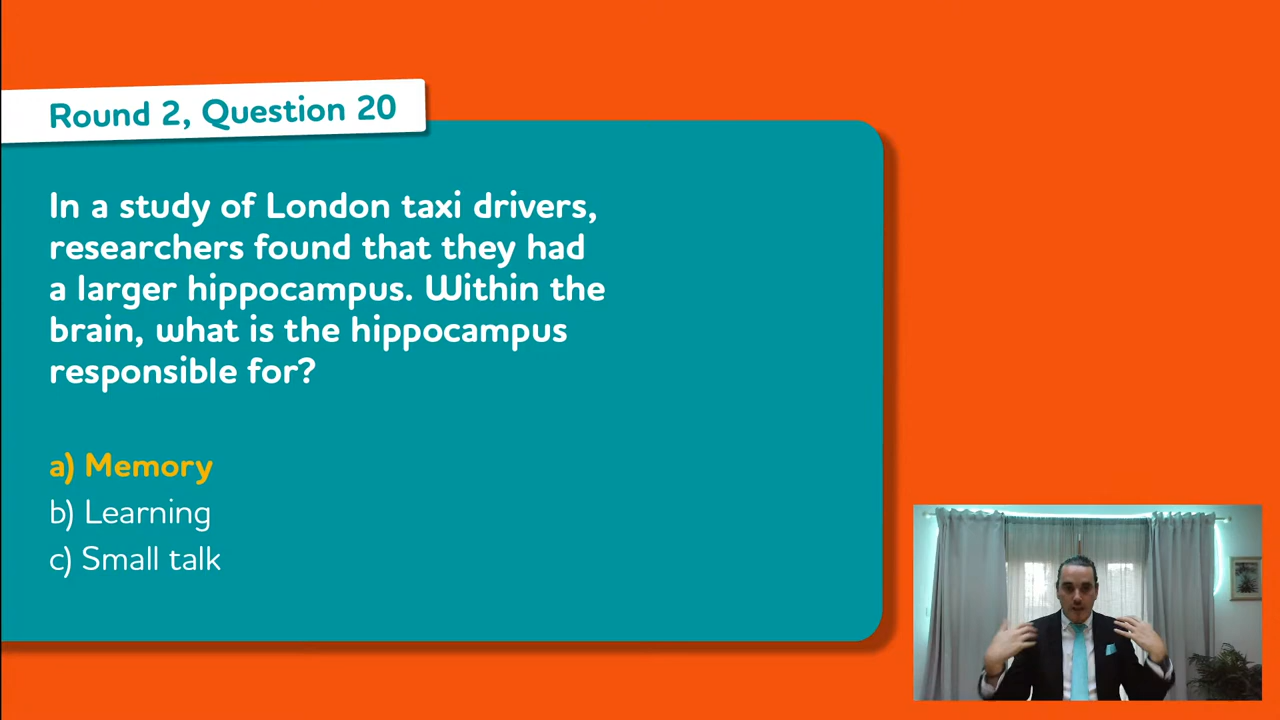 Round 2, Question 20
In a study of London taxi drivers,
researchers found that they had
a larger hippocampus. Within the
brain, what is the hippocampus
responsible for?
a) Memory
b) Learning
c) Small talk